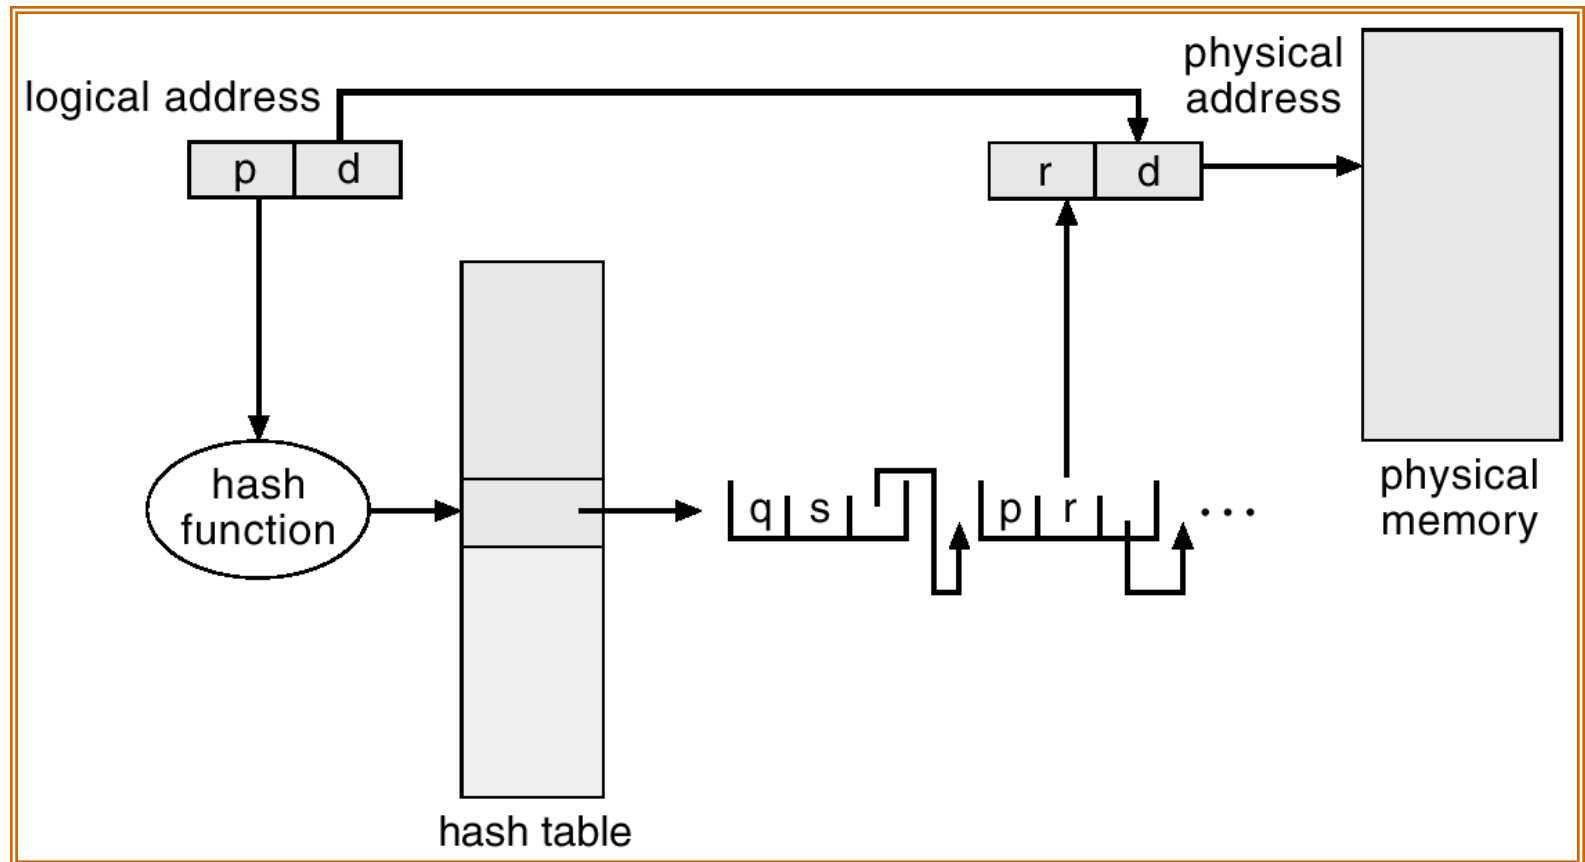 logical address
physical
address
p d
r d
hash
function
q s
p r
...
physical
memory
hash table